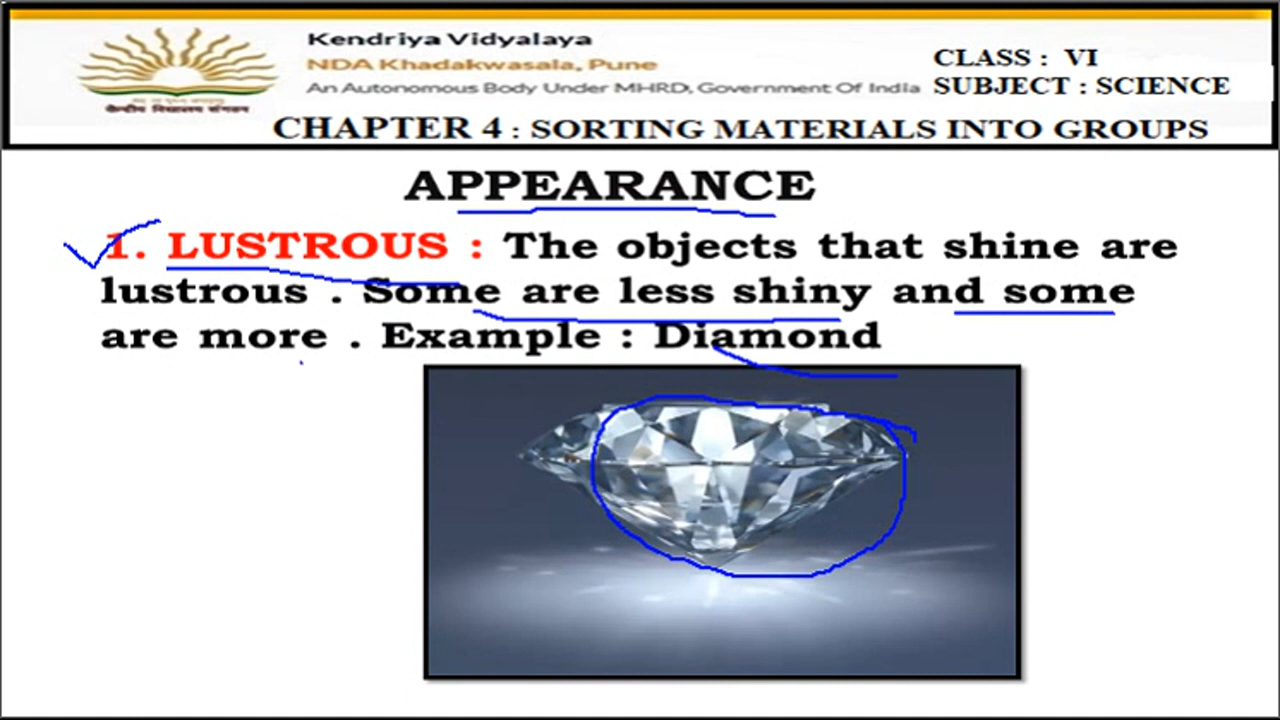 Kendriya Vidyalaya
NDA Khadakwasala, Pune
An Autonomous Body Under MHRD, Government Of India
केन्द्रीय विद्यालय संगठन
CLASS : VI
SUBJECT : SCIENCE
CHAPTER 4 : SORTING MATERIALS INTO GROUPS
APPEARANCE
1. LUSTROUS : The objects that shine are
lustrous . Some are less shiny and some
are more . Example : Diamond